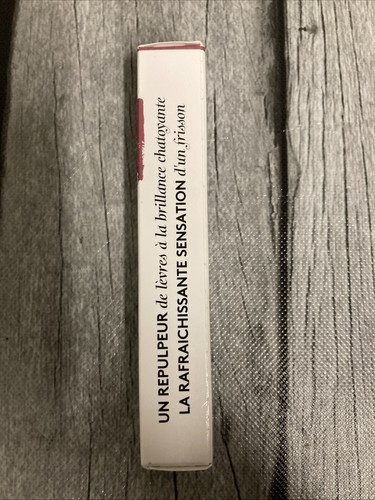 UN REPULPEUR de lèvres à la brillance chatoyante
LA RAFRAICHISSANTE SENSATION d'un frisson